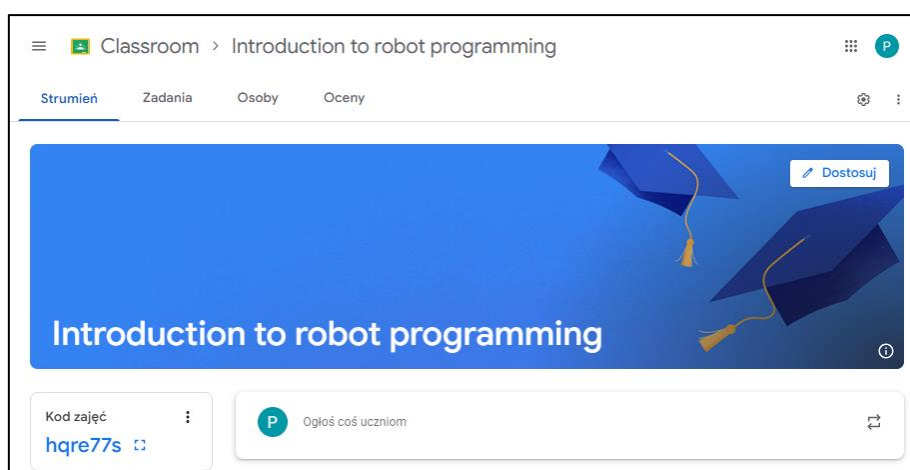 Classroom > Introduction to robot programming
P
Strumień Zadania Osoby Oceny
Dostosuj
Introduction to robot programming
Kod zajęć
hqre77s
P Ogłoś coś uczniom